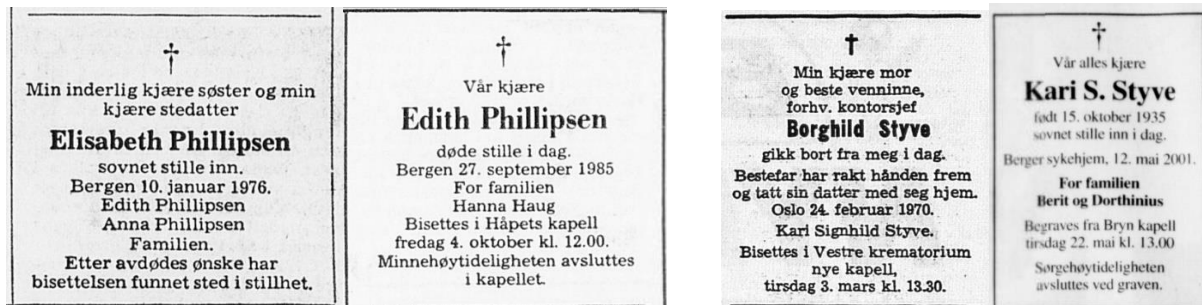 †
Min inderlig kjære søster og min
kjære stedatter
Elisabeth Phillipsen
sovnet stille inn.
Bergen 10. januar 1976.
Edith Phillipsen
Anna Phillipsen
Familien.
Etter avdødes ønske har
bisettelsen funnet sted i stillhet.
†
Vår kjære
Edith Phillipsen
døde stille i dag.
Bergen 27. september 1985
For familien
Hanna Haug
Bisettes i Håpets kapell
fredag 4. oktober kl. 12.00.
Minnehøytideligheten avsluttes
i kapellet.
†
Min kjære mor
og beste venninne,
forhv. kontorsjef
Borghild Styve
gikk bort fra meg i dag.
Bestefar har rakt hånden frem
og tatt sin datter med seg hjem.
Oslo 24. februar 1970.
Kari Signhild Styve.
Bisettes i Vestre krematorium
nye kapell,
tirsdag 3. mars kl. 13.30.
†
Vår alles kjære
Kari S. Styve
født 15. oktober 1935
sovnet stille inn i dag.
Berger sykehjem, 12. mai 2001.
For familien
Berit og Dorthinius
Begraves fra Bryn kapell
tirsdag 22. mai kl. 13.00
Sørgehøytideligheten
avsluttes ved graven.